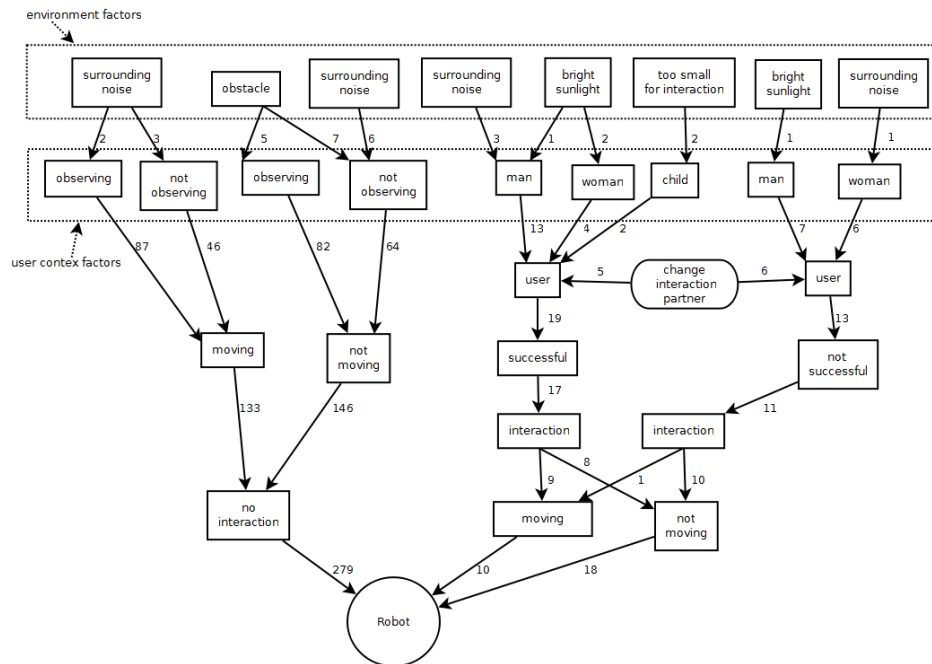 environment factors
surrounding
noise
obstacle
surrounding
noise
surrounding
noise
bright
sunlight
too small
for interaction
bright
sunlight
surrounding
noise
2
3
5
7
6
3
1
2
2
1
1
observing
not
observing
observing
not
observing
man
woman
child
man
woman
user contex factors
87
46
82
64
13
4
2
7
6
user
5
change
interaction
partner
6
user
19
13
moving
not
moving
successful
not
successful
133
146
17
11
interaction
interaction
9
8
1
10
no
interaction
moving
not
moving
279
10
18
Robot